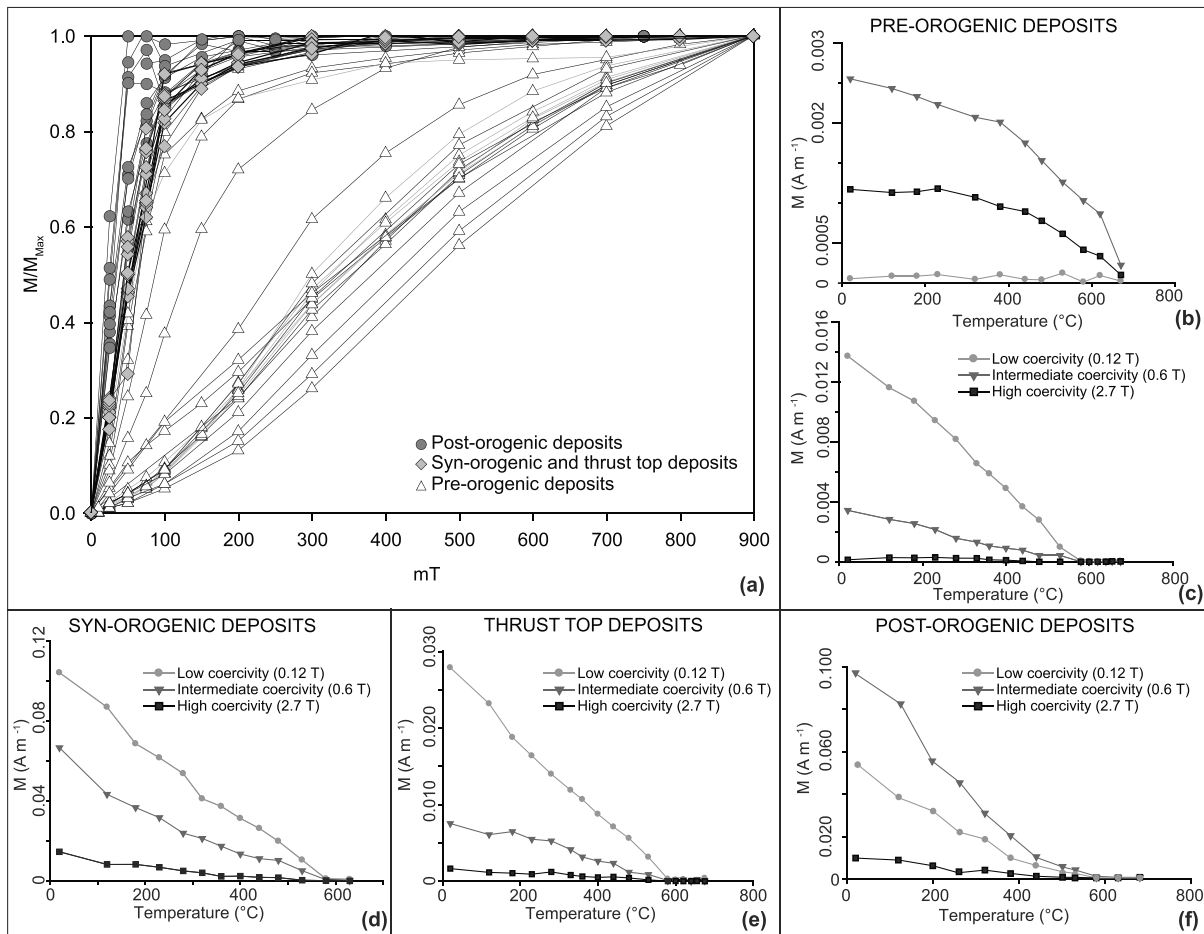 1.0
0.8
0.6
0.4
0.2
0.0
M/M Max
0 100 200 300 400 500 600 700 800 900
mT
Post-orogenic deposits
Syn-orogenic and thrust top deposits
Pre-orogenic deposits
(a)
PRE-OROGENIC DEPOSITS
0.003
0.002
0.0005
0
M (A m⁻¹)
0 200 400 600 800
Temperature (°C)
(b)
0.016
0.012
0.008
0.004
0
M (A m⁻¹)
Low coercivity (0.12 T)
Intermediate coercivity (0.6 T)
High coercivity (2.7 T)
0 200 400 600 800
Temperature (°C)
(c)
SYN-OROGENIC DEPOSITS
0.12
0.08
0.04
0
M (A m⁻¹)
Low coercivity (0.12 T)
Intermediate coercivity (0.6 T)
High coercivity (2.7 T)
0 200 400 600 800
Temperature (°C)
(d)
THRUST TOP DEPOSITS
0.030
0.020
0.010
0
M (A m⁻¹)
Low coercivity (0.12 T)
Intermediate coercivity (0.6 T)
High coercivity (2.7 T)
0 200 400 600 800
Temperature (°C)
(e)
POST-OROGENIC DEPOSITS
0.100
0.060
0.020
0
M (A m⁻¹)
Low coercivity (0.12 T)
Intermediate coercivity (0.6 T)
High coercivity (2.7 T)
0 200 400 600 800
Temperature (°C)
(f)